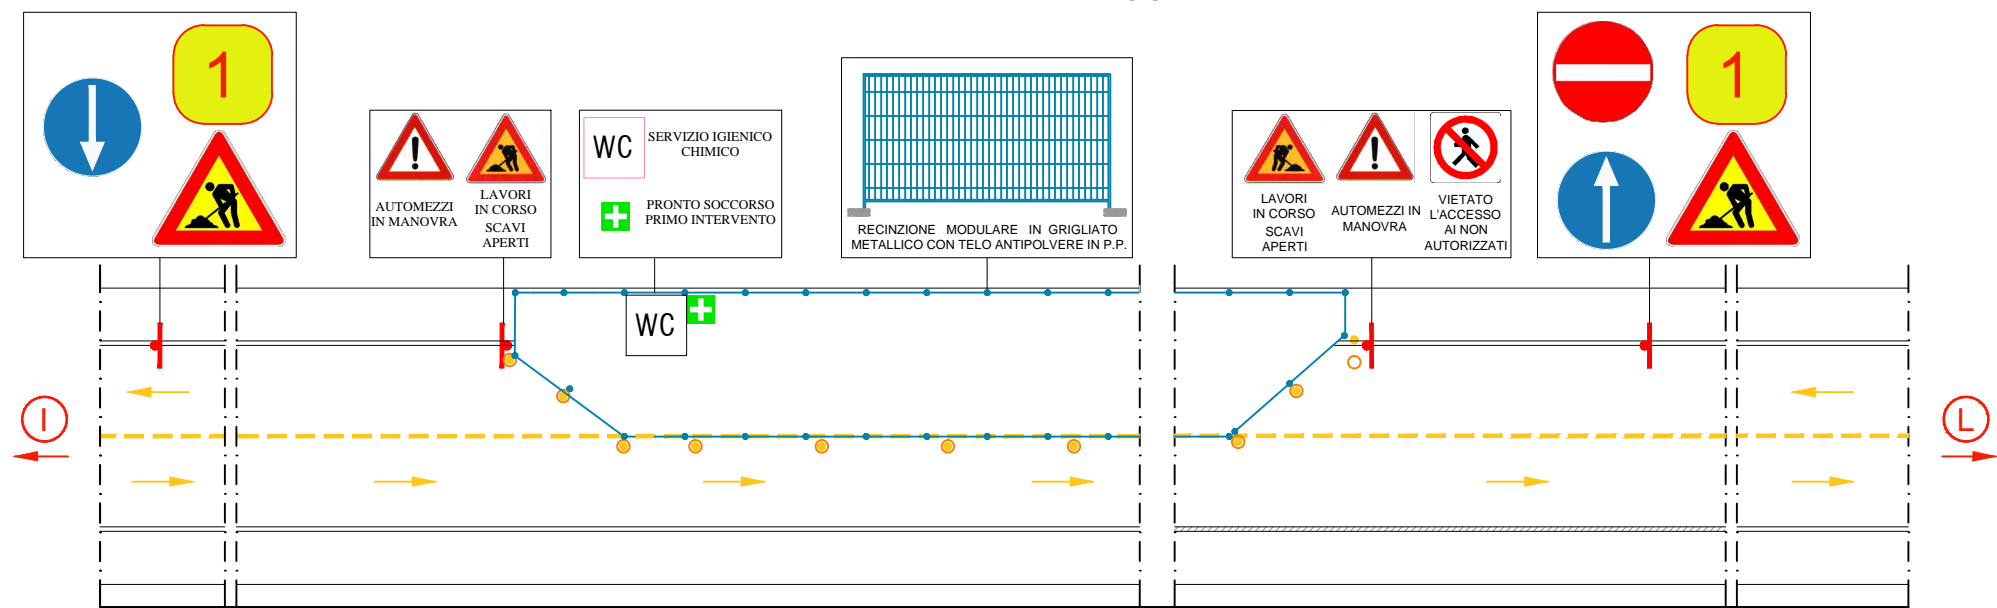 1
AUTOMEZZI
IN MANOVRA
LAVORI
IN CORSO
SCAVI
APERTI
WC
SERVIZIO IGIENICO
CHIMICO
PRONTO SOCCORSO
PRIMO INTERVENTO
RECINZIONE MODULARE IN GRIGLIATO
METALLICO CON TELO ANTIPOLVERE IN P.P.
LAVORI
IN CORSO
SCAVI
APERTI
AUTOMEZZI IN
MANOVRA
VIETATO
L'ACCESSO
AI NON
AUTORIZZATI
1
WC
I
L